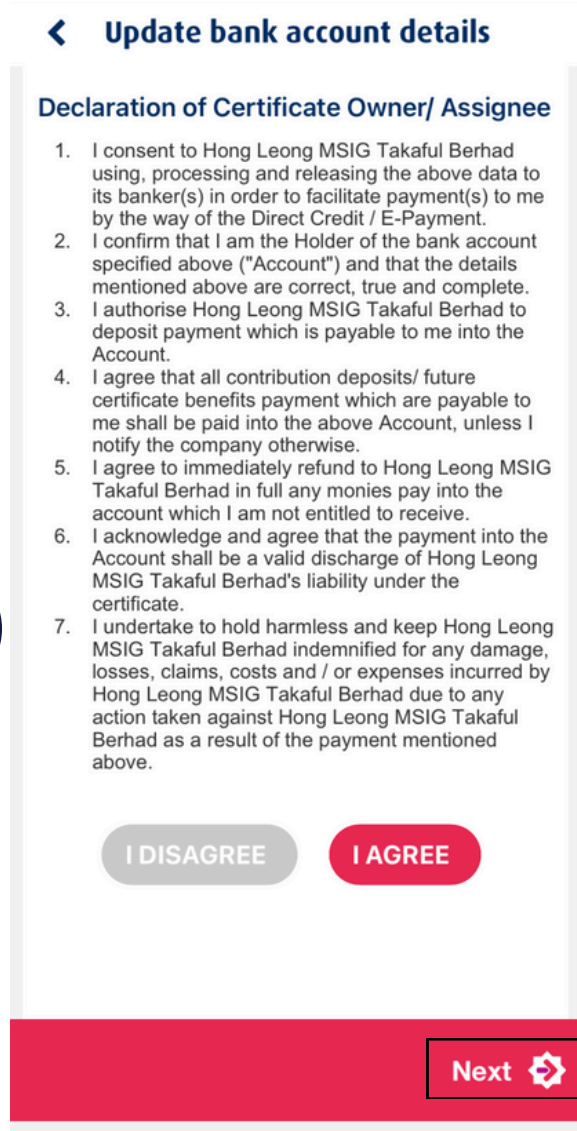 Update bank account details
Declaration of Certificate Owner/ Assignee
1. I consent to Hong Leong MSIG Takaful Berhad
using, processing and releasing the above data to
its banker(s) in order to facilitate payment(s) to me
by the way of the Direct Credit / E-Payment.
2. I confirm that I am the Holder of the bank account
specified above ("Account") and that the details
mentioned above are correct, true and complete.
3. I authorise Hong Leong MSIG Takaful Berhad to
deposit payment which is payable to me into the
Account.
4. I agree that all contribution deposits/ future
certificate benefits payment which are payable to
me shall be paid into the above Account, unless I
notify the company otherwise.
5. I agree to immediately refund to Hong Leong MSIG
Takaful Berhad in full any monies pay into the
account which I am not entitled to receive.
6. I acknowledge and agree that the payment into the
Account shall be a valid discharge of Hong Leong
MSIG Takaful Berhad's liability under the
certificate.
7. I undertake to hold harmless and keep Hong Leong
MSIG Takaful Berhad indemnified for any damage,
losses, claims, costs and / or expenses incurred by
Hong Leong MSIG Takaful Berhad due to any
action taken against Hong Leong MSIG Takaful
Berhad as a result of the payment mentioned
above.
I DISAGREE I AGREE
Next